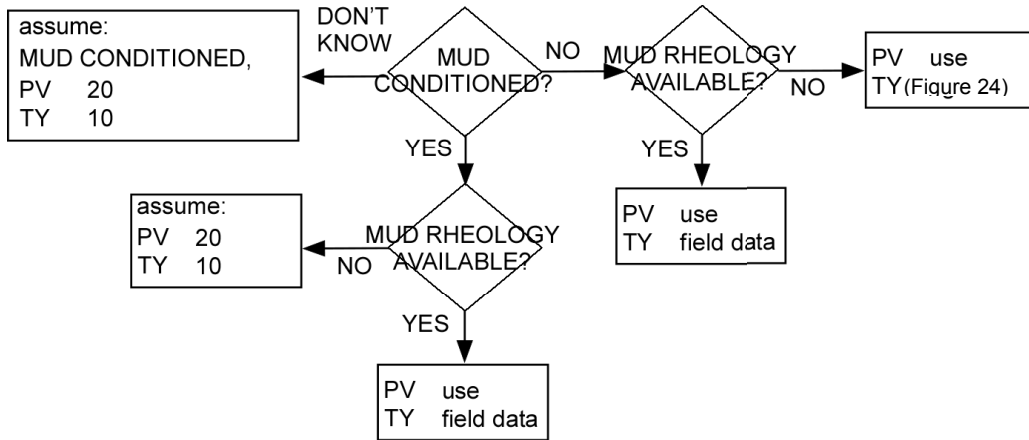 assume:
MUD CONDITIONED,
PV 20
TY 10
DON'T
KNOW
MUD
CONDITIONED?
NO
MUD RHEOLOGY
AVAILABLE?
NO
PV use
TY(Figure 24)
YES
YES
PV use
TY field data
assume:
PV 20
TY 10
NO
MUD RHEOLOGY
AVAILABLE?
YES
PV use
TY field data